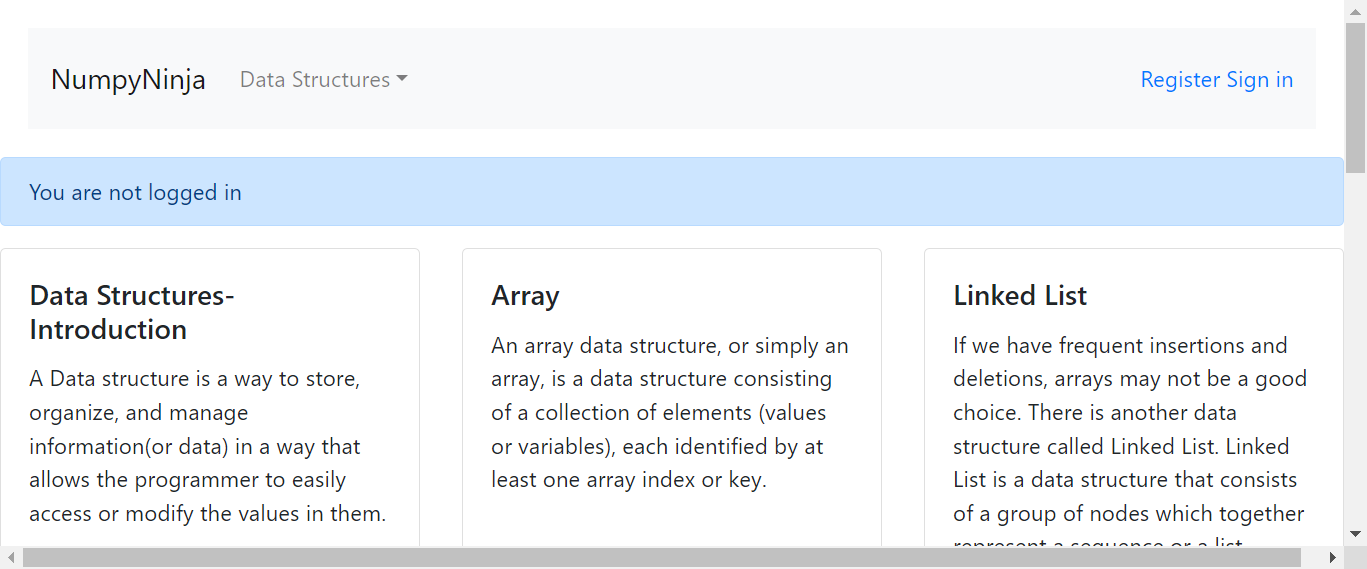 NumpyNinja Data Structures Register Sign in
You are not logged in
Data Structures-
Introduction
A Data structure is a way to store,
organize, and manage
information(or data) in a way that
allows the programmer to easily
access or modify the values in them.
Array
An array data structure, or simply an
array, is a data structure consisting
of a collection of elements (values
or variables), each identified by at
least one array index or key.
Linked List
If we have frequent insertions and
deletions, arrays may not be a good
choice. There is another data
structure called Linked List. Linked
List is a data structure that consists
of a group of nodes which together
represent a sequence or a list